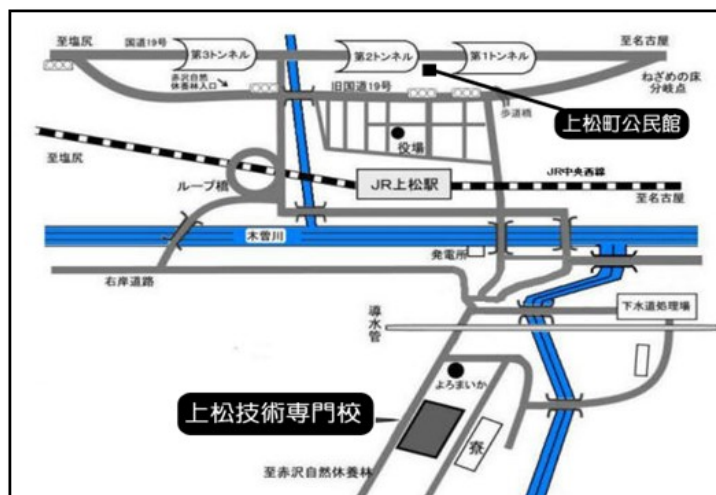 至塩尻
国道19号
第3トンネル
第2トンネル
第1トンネル
至名古屋
赤沢自然
休養林入口
旧国道19号
ねざめの床
分岐点
歩道橋
上松町公民館
役場
至塩尻
ループ橋
JR上松駅
JR中央西線
至名古屋
木曽川
発電所
右岸道路
導水管
下水道処理場
よろまいか
上松技術専門校
寮
至赤沢自然休養林